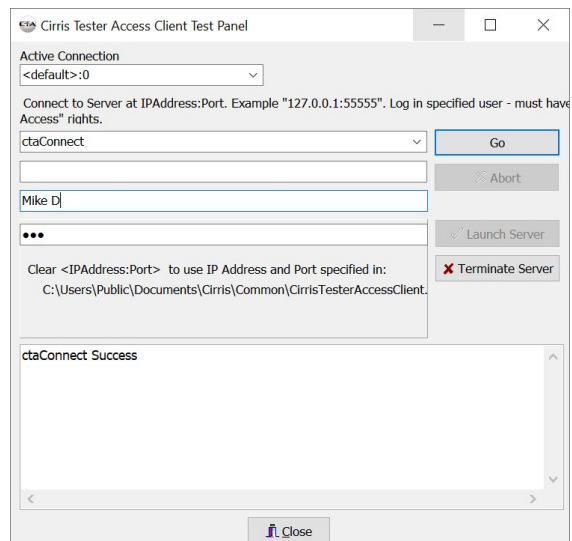 CTA Cirris Tester Access Client Test Panel
Active Connection
<default>:0
Connect to Server at IPAddress:Port. Example "127.0.0.1:55555". Log in specified user - must have
Access" rights.
ctaConnect
Go
Abort
Mike D
●●●
Launch Server
Clear <IPAddress:Port> to use IP Address and Port specified in:
C:\Users\Public\Documents\Cirris\Common\CirrisTesterAccessClient.
Terminate Server
ctaConnect Success
Close